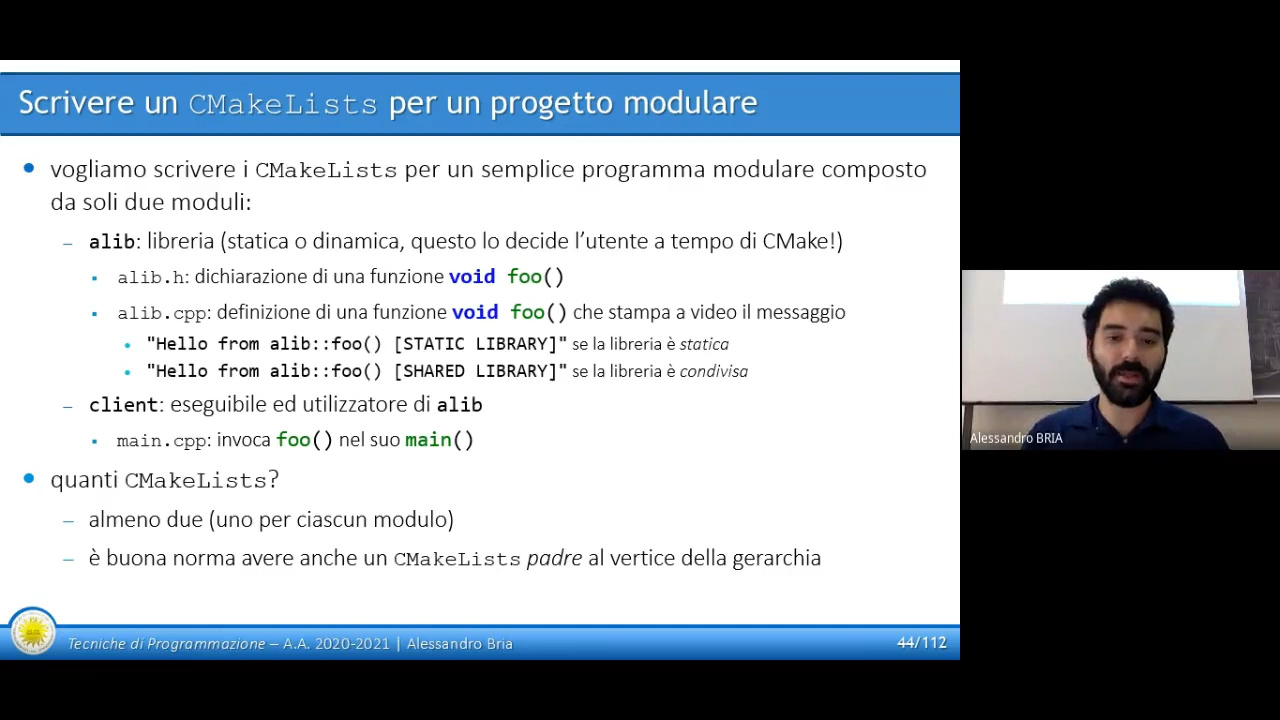 Scrivere un CMakeLists per un progetto modulare
• vogliamo scrivere i CMakeLists per un semplice programma modulare composto
da soli due moduli:
– alib: libreria (statica o dinamica, questo lo decide l’utente a tempo di CMake!)
▪ alib.h: dichiarazione di una funzione void foo()
▪ alib.cpp: definizione di una funzione void foo() che stampa a video il messaggio
• "Hello from alib::foo() [STATIC LIBRARY]" se la libreria è statica
• "Hello from alib::foo() [SHARED LIBRARY]" se la libreria è condivisa
– client: eseguibile ed utilizzatore di alib
▪ main.cpp: invoca foo() nel suo main()
• quanti CMakeLists?
– almeno due (uno per ciascun modulo)
– è buona norma avere anche un CMakeLists padre al vertice della gerarchia
Tecniche di Programmazione – A.A. 2020-2021 | Alessandro Bria
44/112
Alessandro BRIA